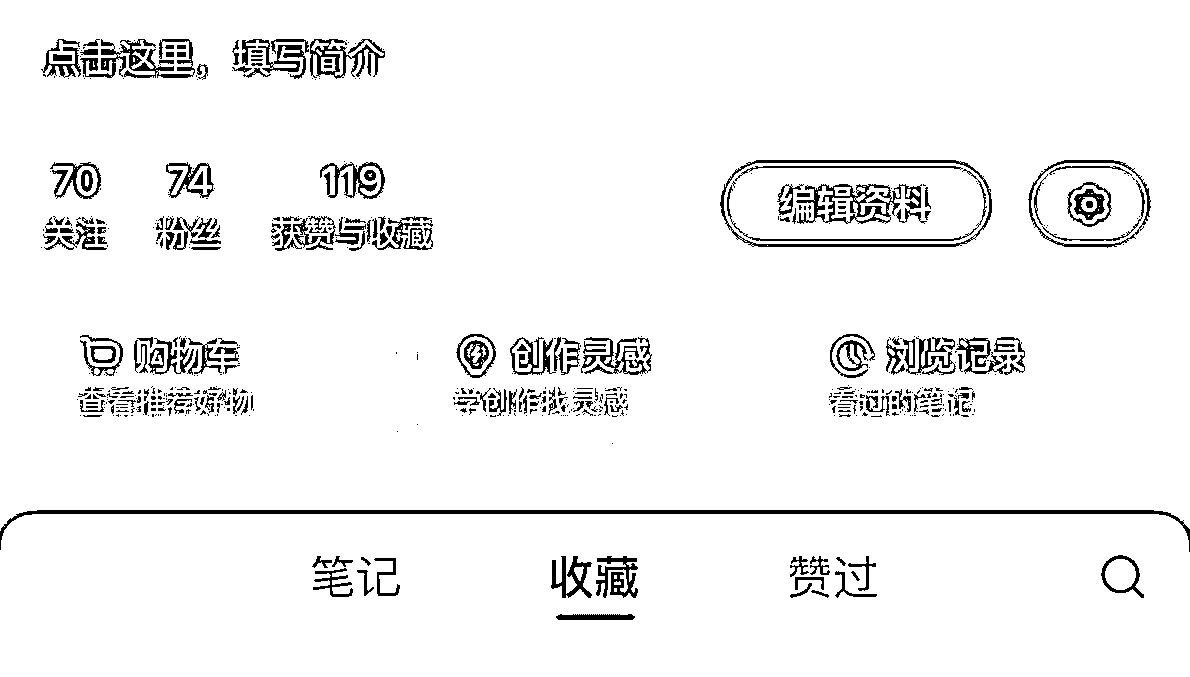 点击这里，填写简介
70 74 119
关注 粉丝 获赞与收藏
编辑资料
购物车 创作灵感 浏览记录
查看推荐好物 学创作找灵感 看过的笔记
笔记 收藏 赞过